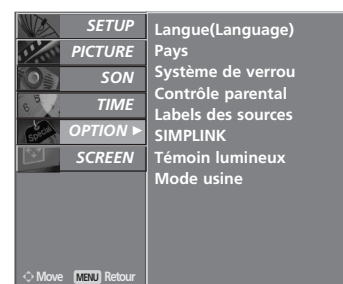 SETUP
PICTURE
SON
TIME
Special
OPTION
SCREEN
Langue(Language)
Pays
Système de verrou
Contrôle parental
Labels des sources
SIMPLINK
Témoin lumineux
Mode usine
Move MENU Retour